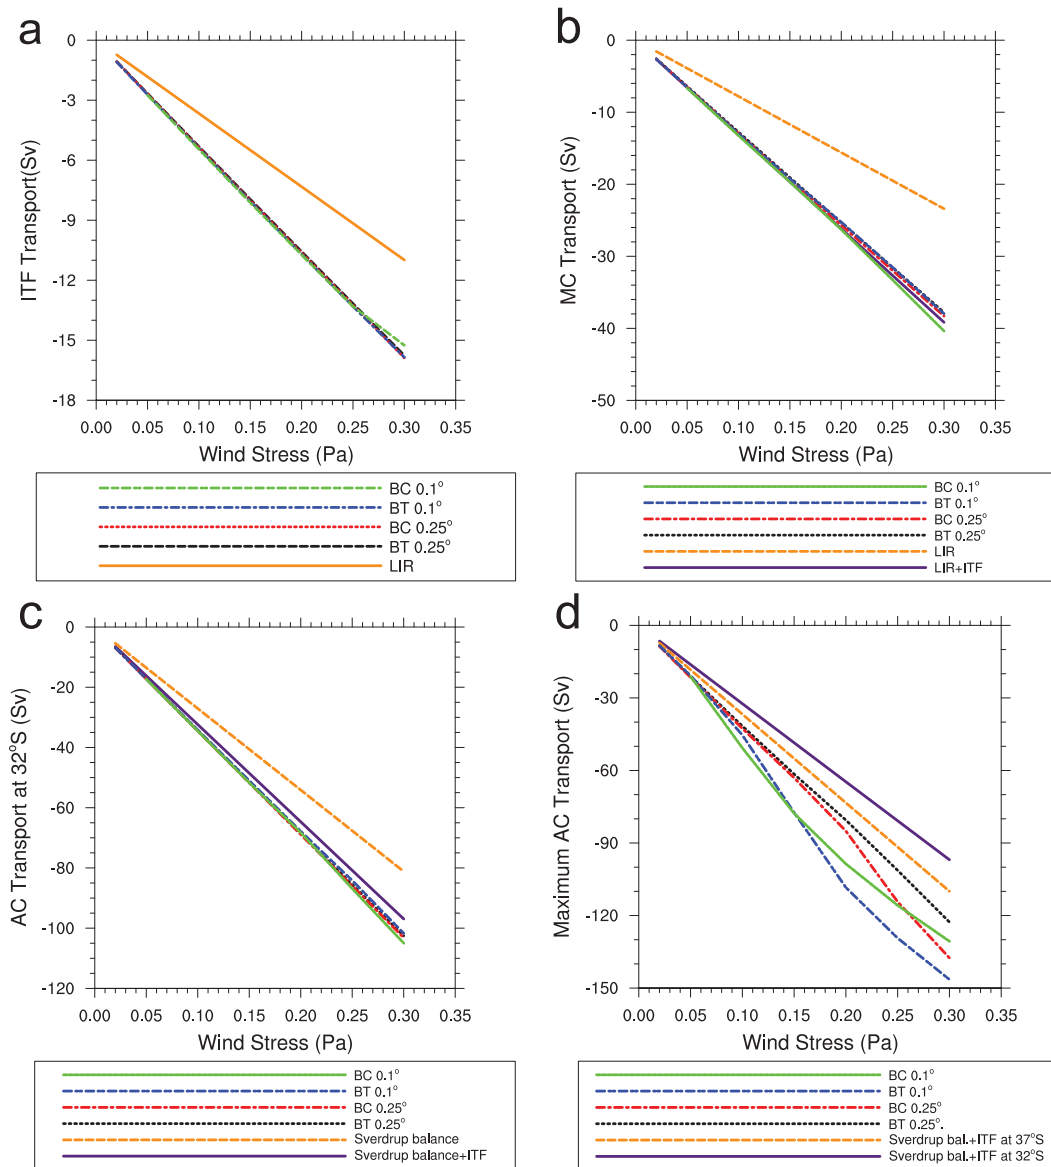 a
0
-3
-6
-9
-12
-15
-18
ITF Transport(Sv)
0.00 0.05 0.10 0.15 0.20 0.25 0.30 0.35
Wind Stress (Pa)
BC 0.1°
BT 0.1°
BC 0.25°
BT 0.25°
LIR
b
0
-10
-20
-30
-40
-50
MC Transport (Sv)
0.00 0.05 0.10 0.15 0.20 0.25 0.30 0.35
Wind Stress (Pa)
BC 0.1°
BT 0.1°
BC 0.25°
BT 0.25°
LIR
LIR+ITF
c
0
-20
-40
-60
-80
-100
-120
AC Transport at 32°S (Sv)
0.00 0.05 0.10 0.15 0.20 0.25 0.30 0.35
Wind Stress (Pa)
BC 0.1°
BT 0.1°
BC 0.25°
BT 0.25°
Sverdrup balance
Sverdrup balance+ITF
d
0
-30
-60
-90
-120
-150
Maximum AC Transport (Sv)
0.00 0.05 0.10 0.15 0.20 0.25 0.30 0.35
Wind Stress (Pa)
BC 0.1°
BT 0.1°
BC 0.25°
BT 0.25°.
Sverdrup bal.+ITF at 37°S
Sverdrup bal.+ITF at 32°S